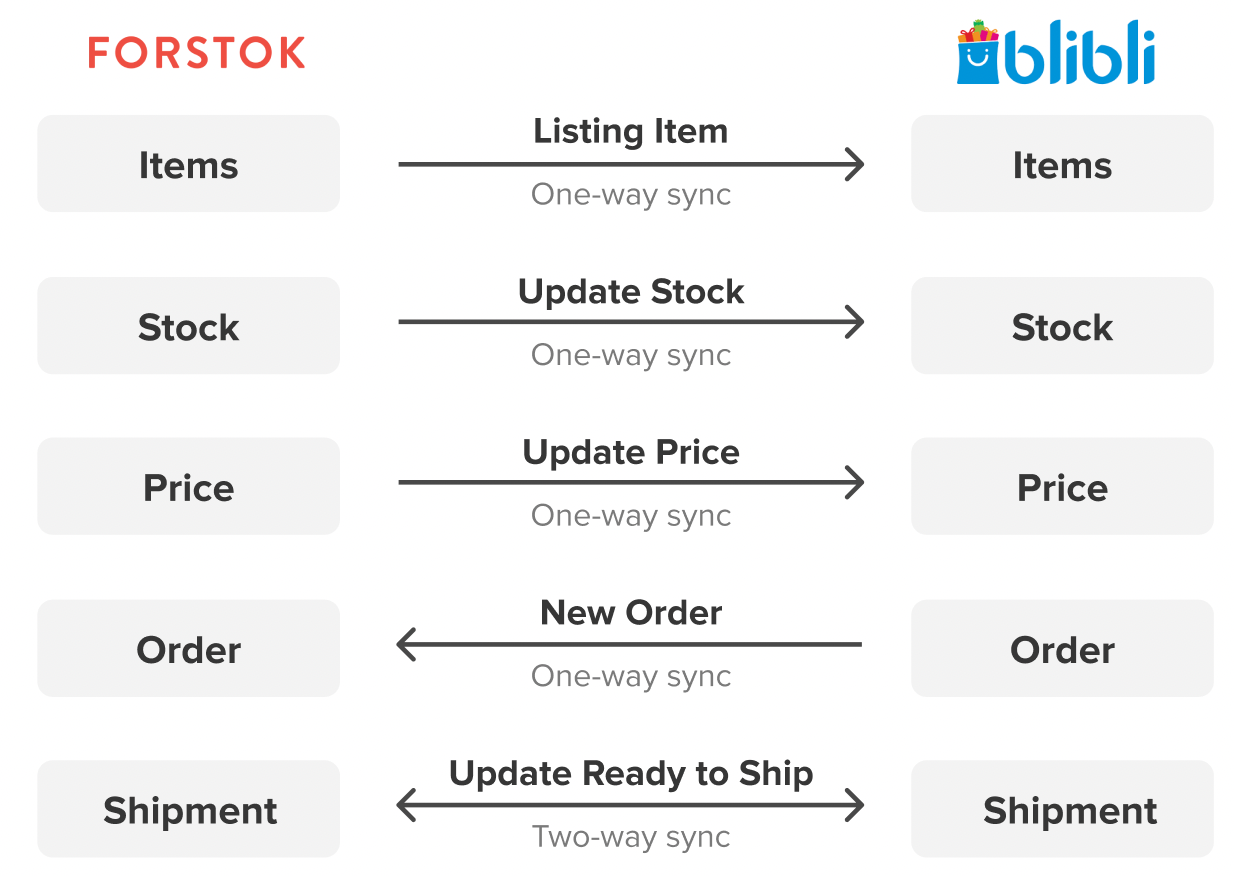 FORSTOK
blibli
Items
Listing Item
One-way sync
Items
Stock
Update Stock
One-way sync
Stock
Price
Update Price
One-way sync
Price
Order
New Order
One-way sync
Order
Shipment
Update Ready to Ship
Two-way sync
Shipment